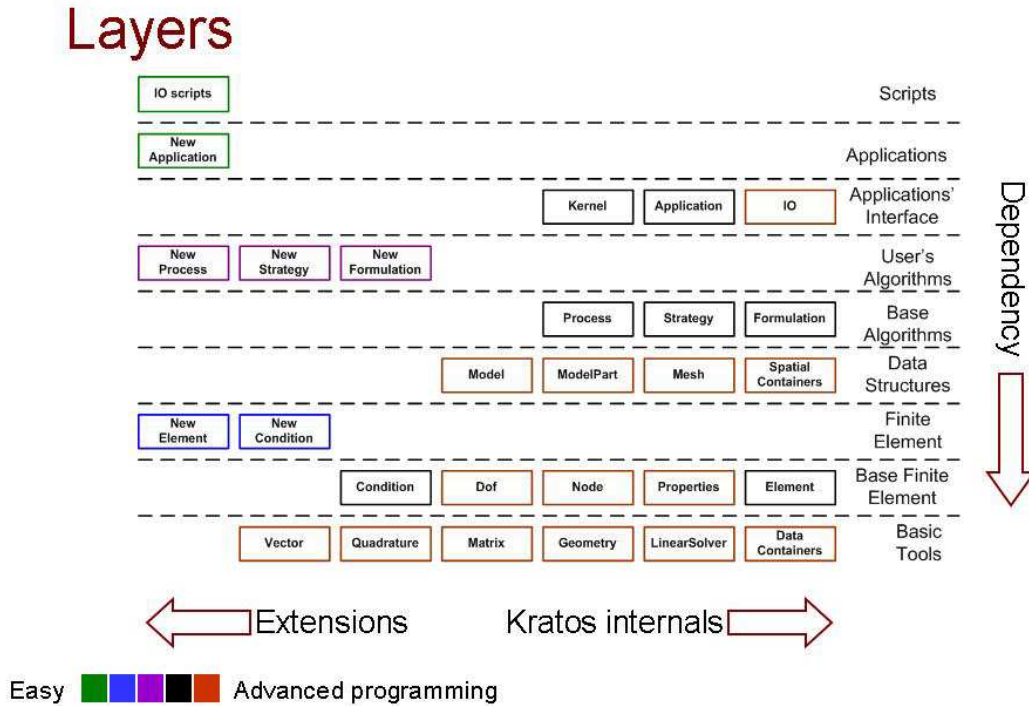 Layers
IO scripts
Scripts
New
Application
Applications
Kernel
Application
IO
Applications'
Interface
New
Process
New
Strategy
New
Formulation
User's
Algorithms
Process
Strategy
Formulation
Base
Algorithms
Model
ModelPart
Mesh
Spatial
Containers
Data
Structures
New
Element
New
Condition
Finite
Element
Condition
Dof
Node
Properties
Element
Base Finite
Element
Vector
Quadrature
Matrix
Geometry
LinearSolver
Data
Containers
Basic
Tools
Dependency
Extensions
Kratos internals
Easy
Advanced programming